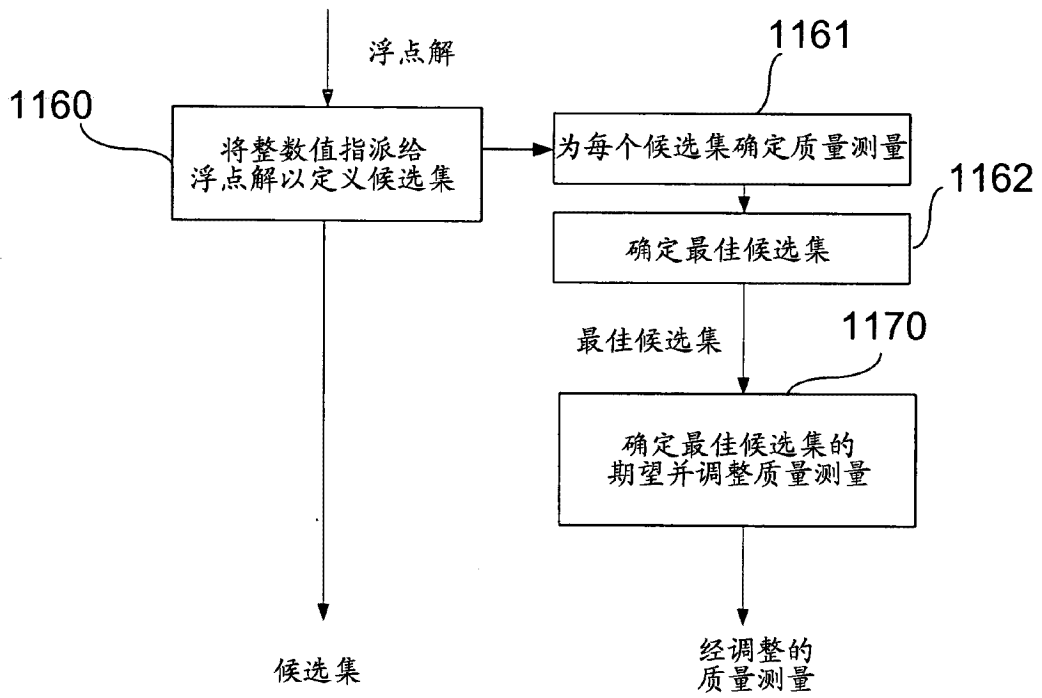 浮点解
1160
将整数值指派给
浮点解以定义候选集
1161
为每个候选集确定质量测量
1162
确定最佳候选集
最佳候选集
1170
确定最佳候选集的
期望并调整质量测量
候选集
经调整的
质量测量